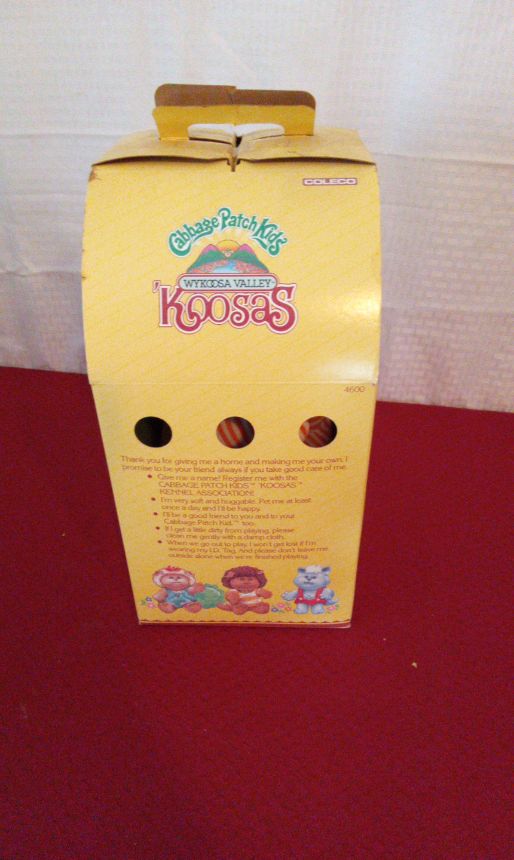 COLECO
Cabbage Patch Kids
WYKOOSA VALLEY
'KOOSAS
4600
Thank you for giving me a home and making me your own. I
promise to be your friend always if you take good care of me.
• Give me a name! Register me with the
CABBAGE PATCH KIDS™ 'KOOSAS™
KENNEL ASSOCIATION!
• I'm very soft and huggable. Pet me at least
once a day and I'll be happy.
• I'll be a good friend to you and to your
Cabbage Patch Kid,™ too.
• If I get a little dirty from playing, please
clean me gently with a damp cloth.
• When we go out to play, I won't get lost if I'm
wearing my I.D. Tag. And please don't leave me
outside alone when we're finished playing.